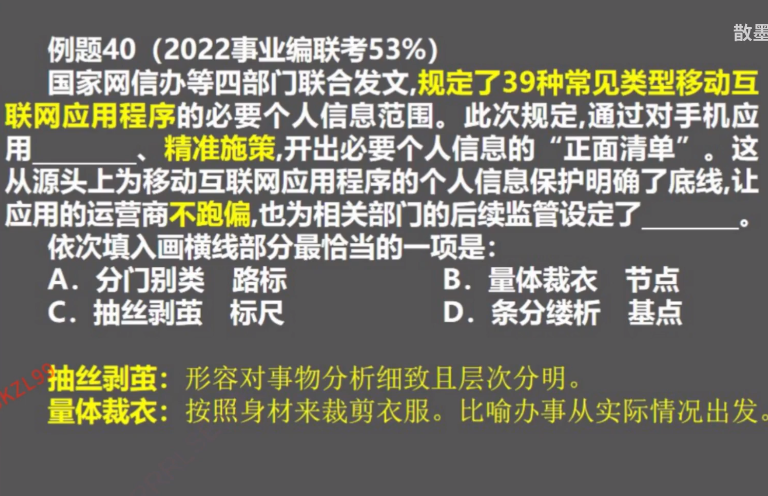 散墨
例题40（2022事业编联考53%）
国家网信办等四部门联合发文,规定了39种常见类型移动互
联网应用程序的必要个人信息范围。此次规定,通过对手机应
用________、精准施策,开出必要个人信息的“正面清单”。这
从源头上为移动互联网应用程序的个人信息保护明确了底线,让
应用的运营商不跑偏,也为相关部门的后续监管设定了________。
依次填入画横线部分最恰当的一项是：
A．分门别类 路标 B．量体裁衣 节点
C．抽丝剥茧 标尺 D．条分缕析 基点
抽丝剥茧：形容对事物分析细致且层次分明。
量体裁衣：按照身材来裁剪衣服。比喻办事从实际情况出发。